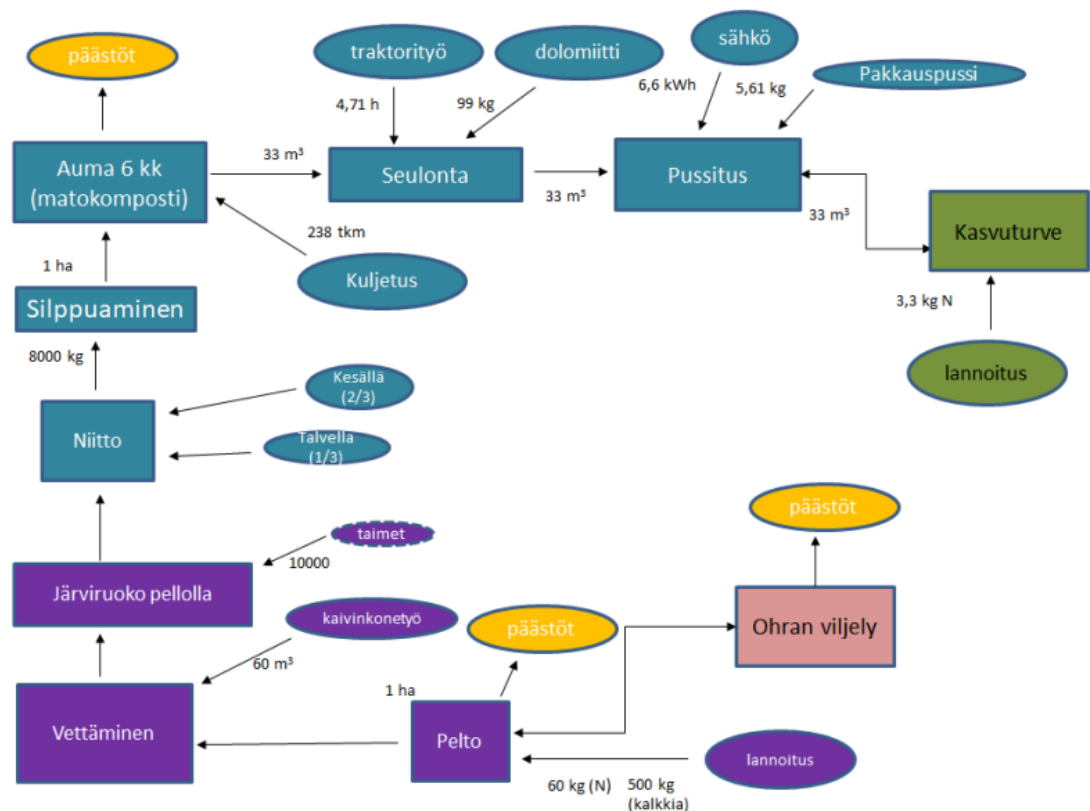 päästöt
traktorityö
dolomiitti
sähkö
Pakkauspussi
4,71 h
99 kg
6,6 kWh
5,61 kg
Auma 6 kk
(matokomposti)
33 m³
Seulonta
33 m³
Pussitus
33 m³
Kasvuturve
238 tkm
Kuljetus
1 ha
Silppuaminen
3,3 kg N
lannoitus
8000 kg
Kesällä
(2/3)
Niitto
Talvella
(1/3)
päästöt
taimet
10000
Järviruoko pellolla
kaivinkonetyö
päästöt
Ohran viljely
60 m³
1 ha
Vettäminen
Pelto
lannoitus
60 kg (N)
500 kg
(kalkkia)